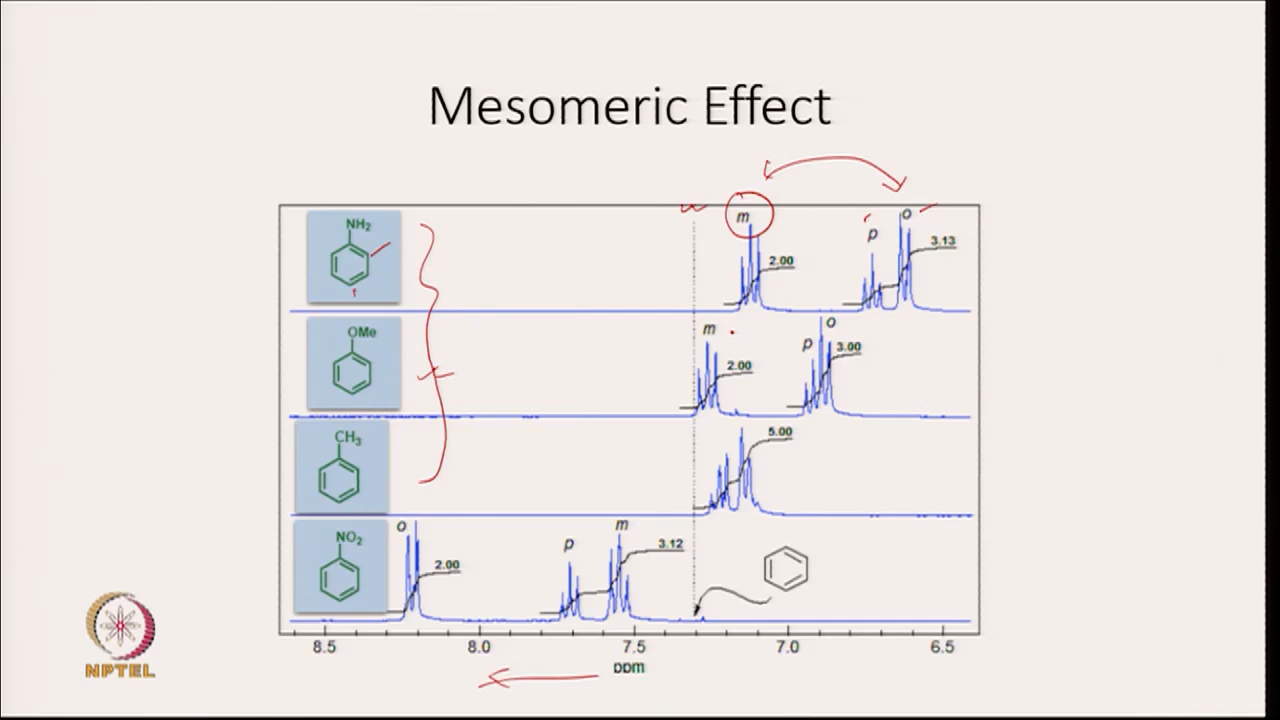 Mesomeric Effect
NH₂
m
2.00
p
o
3.13
OMe
m
2.00
p
o
3.00
CH₃
5.00
NO₂
o
2.00
p
m
3.12
8.5 8.0 7.5 7.0 6.5
ppm
NPTEL